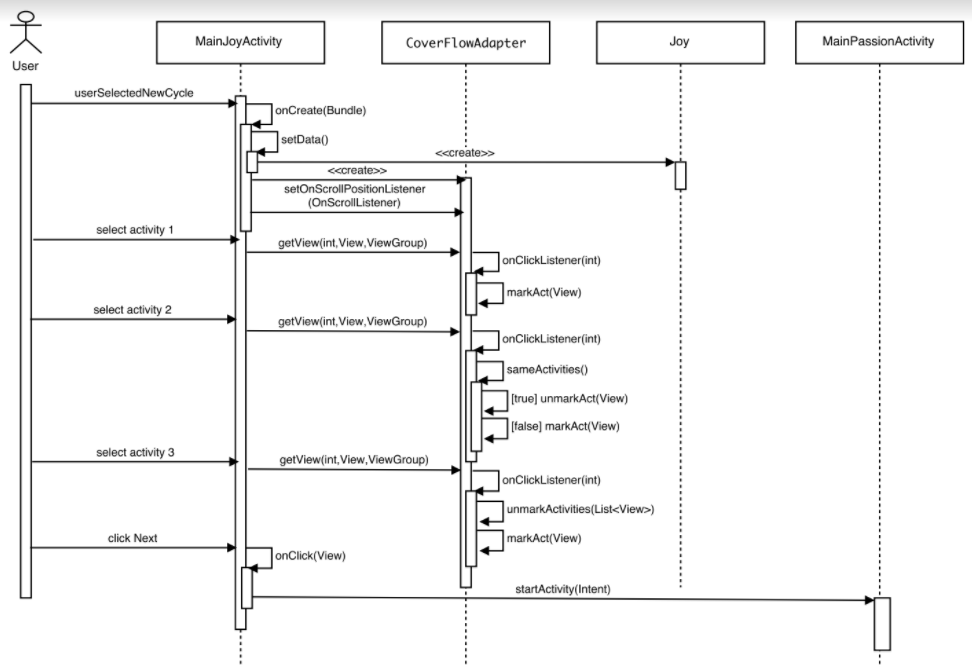 User
MainJoyActivity
CoverFlowAdapter
Joy
MainPassionActivity
userSelectedNewCycle
onCreate(Bundle)
setData()
<<create>>
<<create>>
setOnScrollPositionListener
(OnScrollListener)
select activity 1
getView(int,View,ViewGroup)
onClickListener(int)
markAct(View)
select activity 2
getView(int,View,ViewGroup)
onClickListener(int)
sameActivities()
[true] unmarkAct(View)
[false] markAct(View)
select activity 3
getView(int,View,ViewGroup)
onClickListener(int)
unmarkActivities(List<View>)
markAct(View)
click Next
onClick(View)
startActivity(Intent)